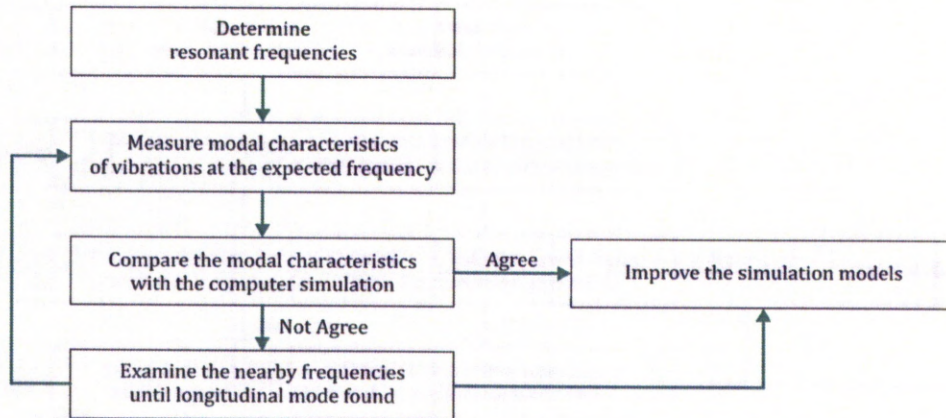 Determine
resonant frequencies
Measure modal characteristics
of vibrations at the expected frequency
Compare the modal characteristics
with the computer simulation
Agree
Improve the simulation models
Not Agree
Examine the nearby frequencies
until longitudinal mode found